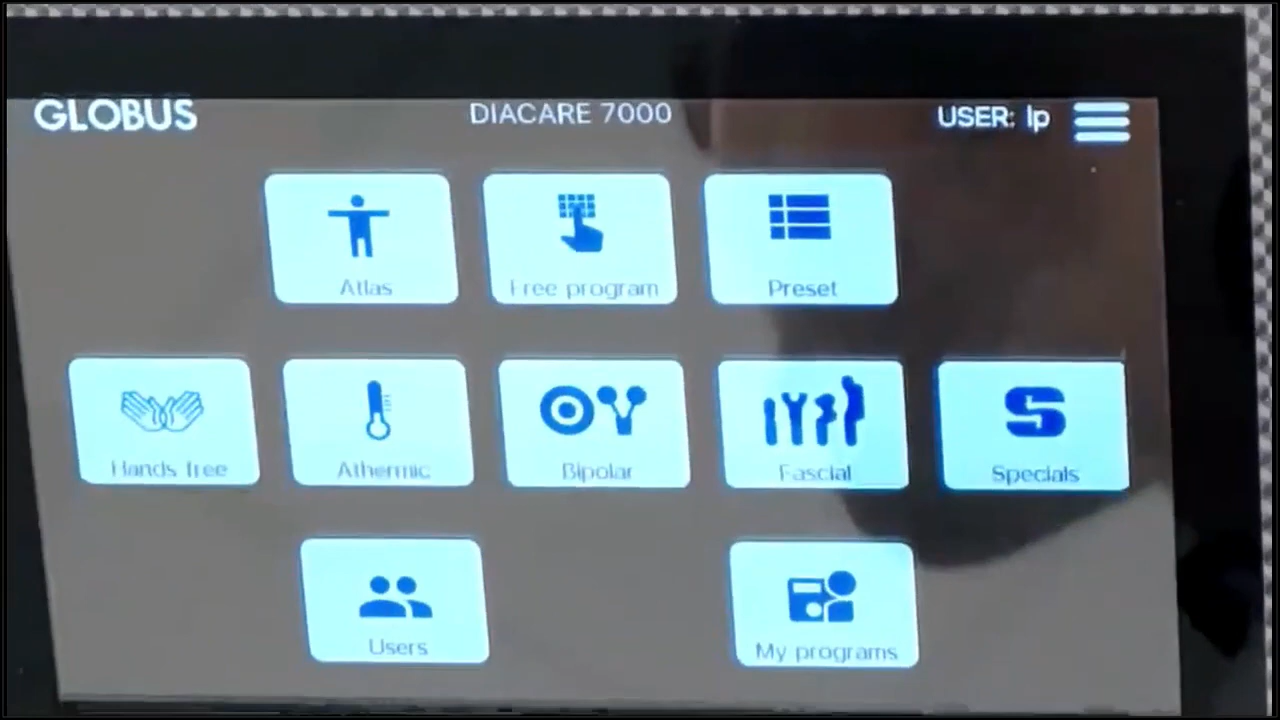 GLOBUS
DIACARE 7000
USER: lp
Atlas
Free program
Preset
Hands free
Athermic
Bipolar
Fascial
Specials
Users
My programs